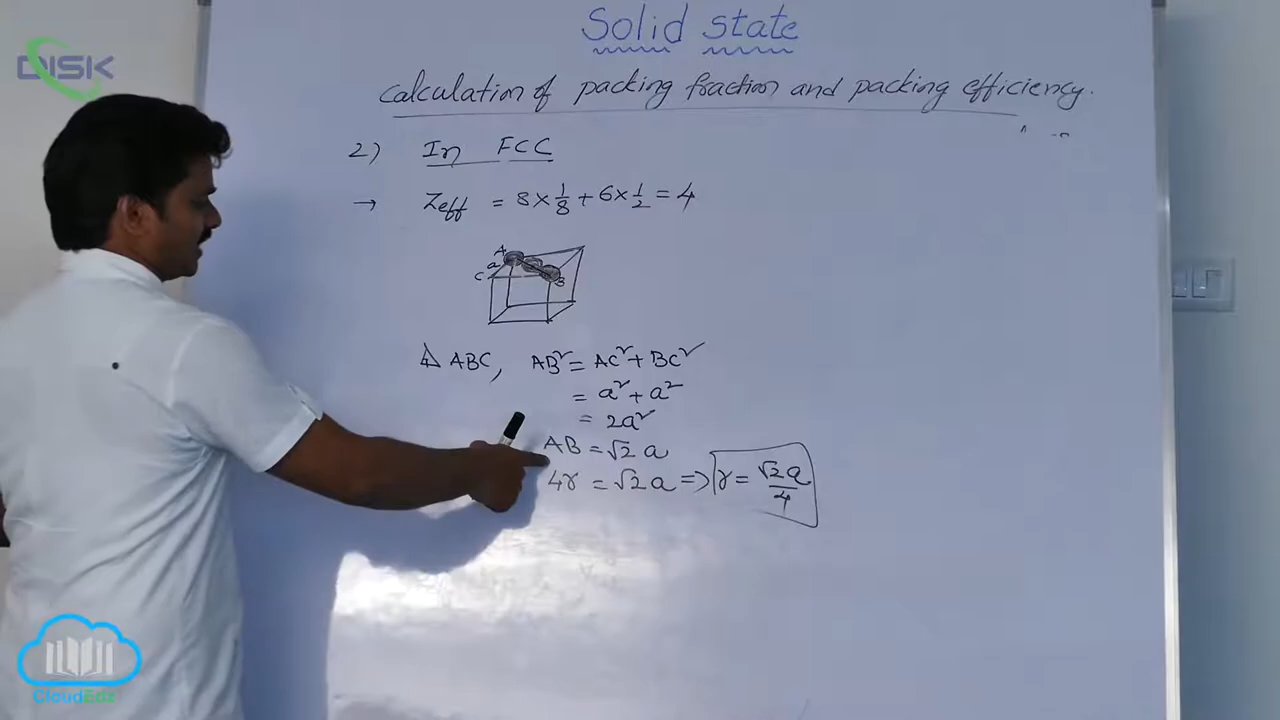 DISK
Solid state
Calculation of packing fraction and packing efficiency.
2) In FCC
→ Zeff = 8×1/8 + 6×1/2 = 4
A
a
C
B
△ ABC, AB² = AC² + BC²
= a² + a²
= 2a²
AB = √2 a
4r = √2 a ⇒ r = √2 a/4
CloudEdz